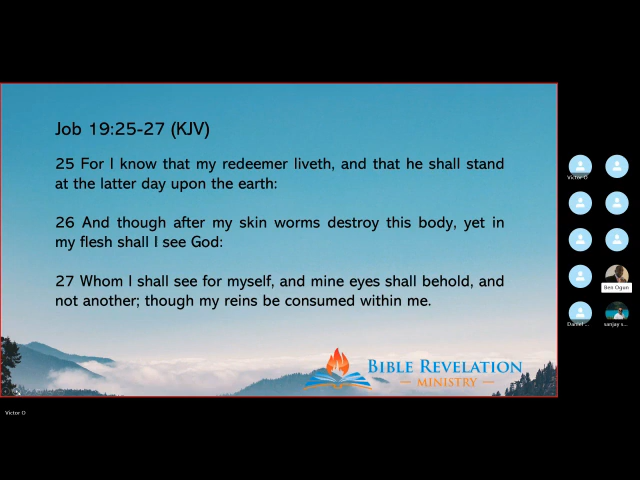 Job 19:25-27 (KJV)
25 For I know that my redeemer liveth, and that he shall stand
at the latter day upon the earth:
26 And though after my skin worms destroy this body, yet in
my flesh shall I see God:
27 Whom I shall see for myself, and mine eyes shall behold, and
not another; though my reins be consumed within me.
BIBLE REVELATION
MINISTRY
Victor O
Victor O
Ben Ogun
Daniel ...
sanjay s...